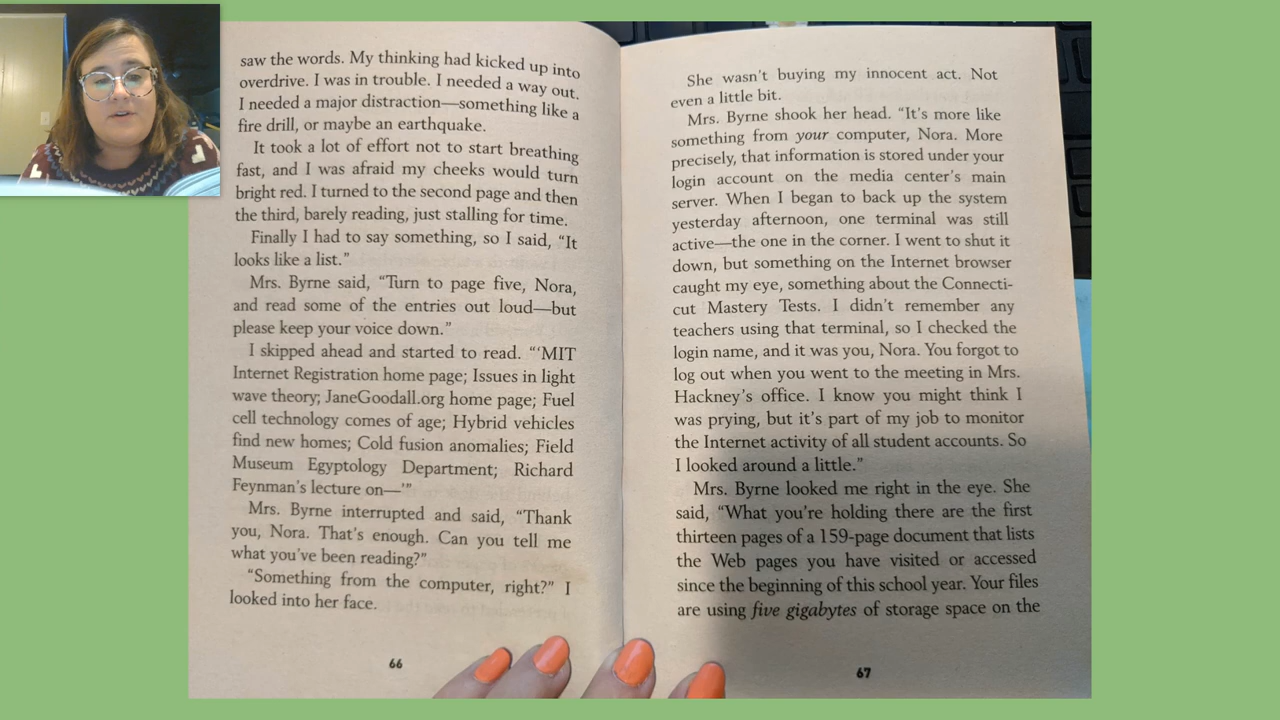 saw the words. My thinking had kicked up into
overdrive. I was in trouble. I needed a way out.
I needed a major distraction—something like a
fire drill, or maybe an earthquake.
It took a lot of effort not to start breathing
fast, and I was afraid my cheeks would turn
bright red. I turned to the second page and then
the third, barely reading, just stalling for time.
Finally I had to say something, so I said, “It
looks like a list.”
Mrs. Byrne said, “Turn to page five, Nora,
and read some of the entries out loud—but
please keep your voice down.”
I skipped ahead and started to read. “‘MIT
Internet Registration home page; Issues in light
wave theory; JaneGoodall.org home page; Fuel
cell technology comes of age; Hybrid vehicles
find new homes; Cold fusion anomalies; Field
Museum Egyptology Department; Richard
Feynman’s lecture on—’”
Mrs. Byrne interrupted and said, “Thank
you, Nora. That’s enough. Can you tell me
what you’ve been reading?”
“Something from the computer, right?” I
looked into her face.
66
She wasn’t buying my innocent act. Not
even a little bit.
Mrs. Byrne shook her head. “It’s more like
something from your computer, Nora. More
precisely, that information is stored under your
login account on the media center’s main
server. When I began to back up the system
yesterday afternoon, one terminal was still
active—the one in the corner. I went to shut it
down, but something on the Internet browser
caught my eye, something about the Connecti-
cut Mastery Tests. I didn’t remember any
teachers using that terminal, so I checked the
login name, and it was you, Nora. You forgot to
log out when you went to the meeting in Mrs.
Hackney’s office. I know you might think I
was prying, but it’s part of my job to monitor
the Internet activity of all student accounts. So
I looked around a little.”
Mrs. Byrne looked me right in the eye. She
said, “What you’re holding there are the first
thirteen pages of a 159-page document that lists
the Web pages you have visited or accessed
since the beginning of this school year. Your files
are using five gigabytes of storage space on the
67